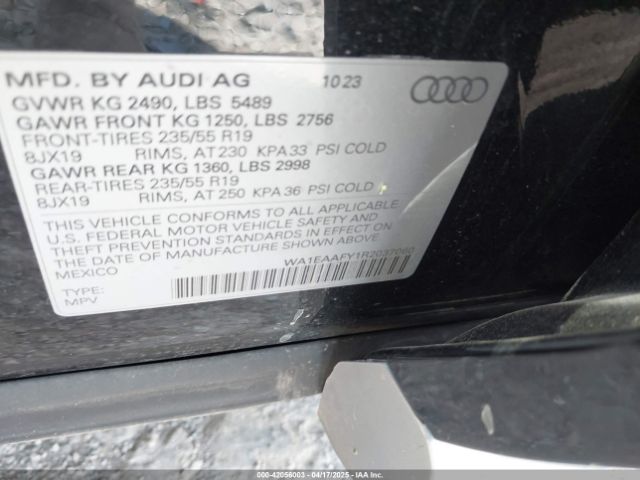 MFD. BY AUDI AG 10 23
GVWR KG 2490, LBS 5489
GAWR FRONT KG 1250, LBS 2756
FRONT-TIRES 235/55 R19
8JX19 RIMS, AT 230 KPA 33 PSI COLD
GAWR REAR KG 1360, LBS 2998
REAR-TIRES 235/55 R19
8JX19 RIMS, AT 250 KPA 36 PSI COLD
THIS VEHICLE CONFORMS TO ALL APPLICABLE
U.S. FEDERAL MOTOR VEHICLE SAFETY AND
THEFT PREVENTION STANDARDS IN EFFECT ON
THE DATE OF MANUFACTURE SHOWN ABOVE.
MEXICO
WA1EAAFY1R2037060
TYPE:
MPV
000-42056003 - 04/17/2025 - IAA Inc.